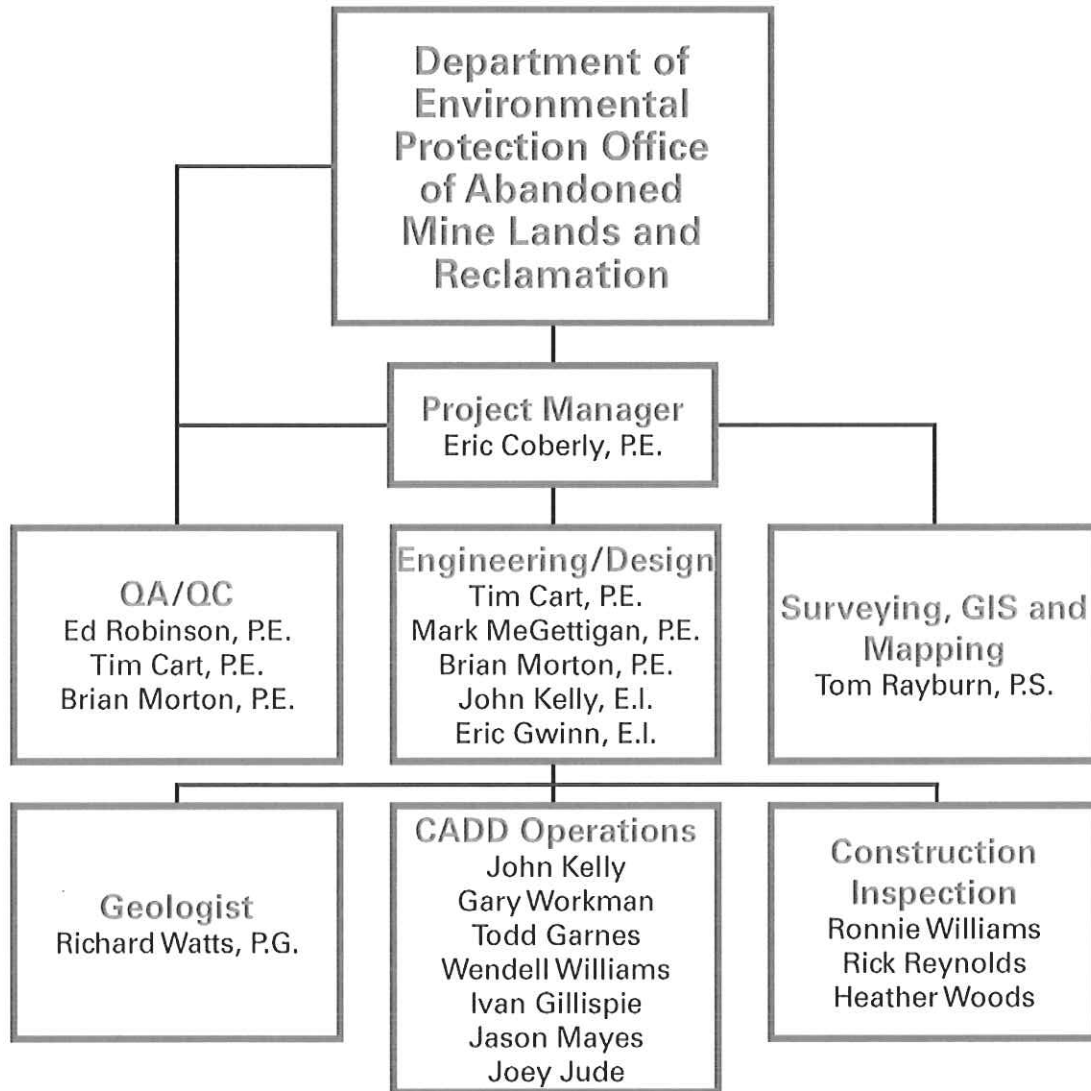 Department of
Environmental
Protection Office
of Abandoned
Mine Lands and
Reclamation
Project Manager
Eric Coberly, P.E.
QA/QC
Ed Robinson, P.E.
Tim Cart, P.E.
Brian Morton, P.E.
Engineering/Design
Tim Cart, P.E.
Mark MeGettigan, P.E.
Brian Morton, P.E.
John Kelly, E.I.
Eric Gwinn, E.I.
Surveying, GIS and
Mapping
Tom Rayburn, P.S.
Geologist
Richard Watts, P.G.
CADD Operations
John Kelly
Gary Workman
Todd Garnes
Wendell Williams
Ivan Gillispie
Jason Mayes
Joey Jude
Construction
Inspection
Ronnie Williams
Rick Reynolds
Heather Woods